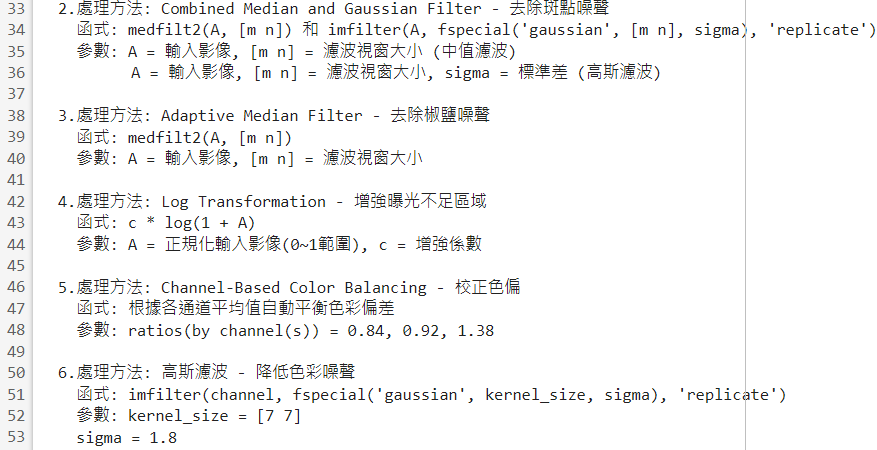 33 2.處理方法: Combined Median and Gaussian Filter - 去除斑點噪聲
34 函式: medfilt2(A, [m n]) 和 imfilter(A, fspecial('gaussian', [m n], sigma), 'replicate')
35 參數: A = 輸入影像, [m n] = 濾波視窗大小 (中值濾波)
36 A = 輸入影像, [m n] = 濾波視窗大小, sigma = 標準差 (高斯濾波)
37
38 3.處理方法: Adaptive Median Filter - 去除椒鹽噪聲
39 函式: medfilt2(A, [m n])
40 參數: A = 輸入影像, [m n] = 濾波視窗大小
41
42 4.處理方法: Log Transformation - 增強曝光不足區域
43 函式: c * log(1 + A)
44 參數: A = 正規化輸入影像(0~1範圍), c = 增強係數
45
46 5.處理方法: Channel-Based Color Balancing - 校正色偏
47 函式: 根據各通道平均值自動平衡色彩偏差
48 參數: ratios(by channel(s)) = 0.84, 0.92, 1.38
49
50 6.處理方法: 高斯濾波 - 降低色彩噪聲
51 函式: imfilter(channel, fspecial('gaussian', kernel_size, sigma), 'replicate')
52 參數: kernel_size = [7 7]
53 sigma = 1.8